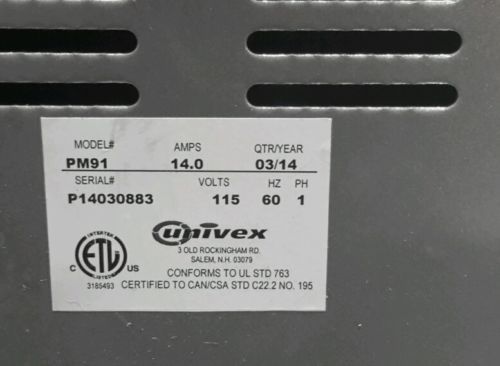 MODEL# AMPS QTR/YEAR
PM91 14.0 03/14
SERIAL# VOLTS HZ PH
P14030883 115 60 1
univex
3 OLD ROCKINGHAM RD.
SALEM, N.H. 03079
INTERTEK
C ETL US
LISTED
3185493
CONFORMS TO UL STD 763
CERTIFIED TO CAN/CSA STD C22.2 NO. 195